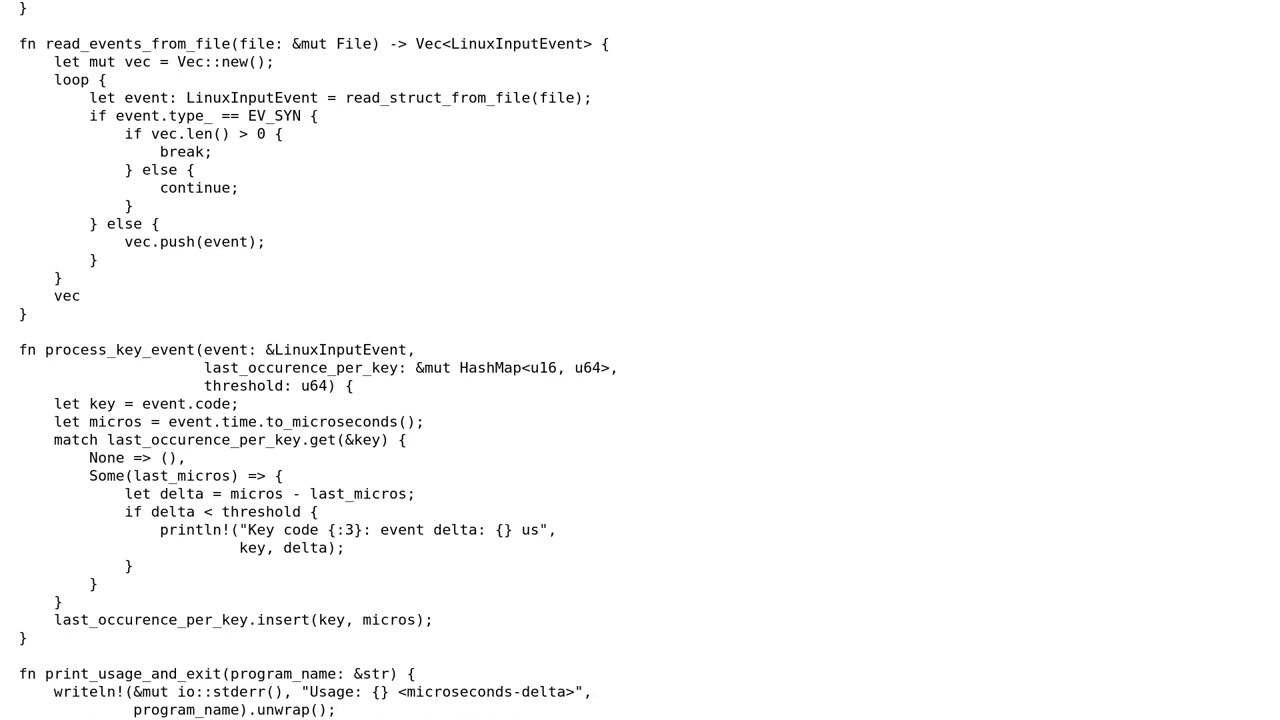 }

fn read_events_from_file(file: &mut File) -> Vec<LinuxInputEvent> {
    let mut vec = Vec::new();
    loop {
        let event: LinuxInputEvent = read_struct_from_file(file);
        if event.type_ == EV_SYN {
            if vec.len() > 0 {
                break;
            } else {
                continue;
            }
        } else {
            vec.push(event);
        }
    }
    vec
}

fn process_key_event(event: &LinuxInputEvent,
                     last_occurence_per_key: &mut HashMap<u16, u64>,
                     threshold: u64) {
    let key = event.code;
    let micros = event.time.to_microseconds();
    match last_occurence_per_key.get(&key) {
        None => (),
        Some(last_micros) => {
            let delta = micros - last_micros;
            if delta < threshold {
                println!("Key code {:3}: event delta: {} us",
                         key, delta);
            }
        }
    }
    last_occurence_per_key.insert(key, micros);
}

fn print_usage_and_exit(program_name: &str) {
    writeln!(&mut io::stderr(), "Usage: {} <microseconds-delta>",
             program_name).unwrap();